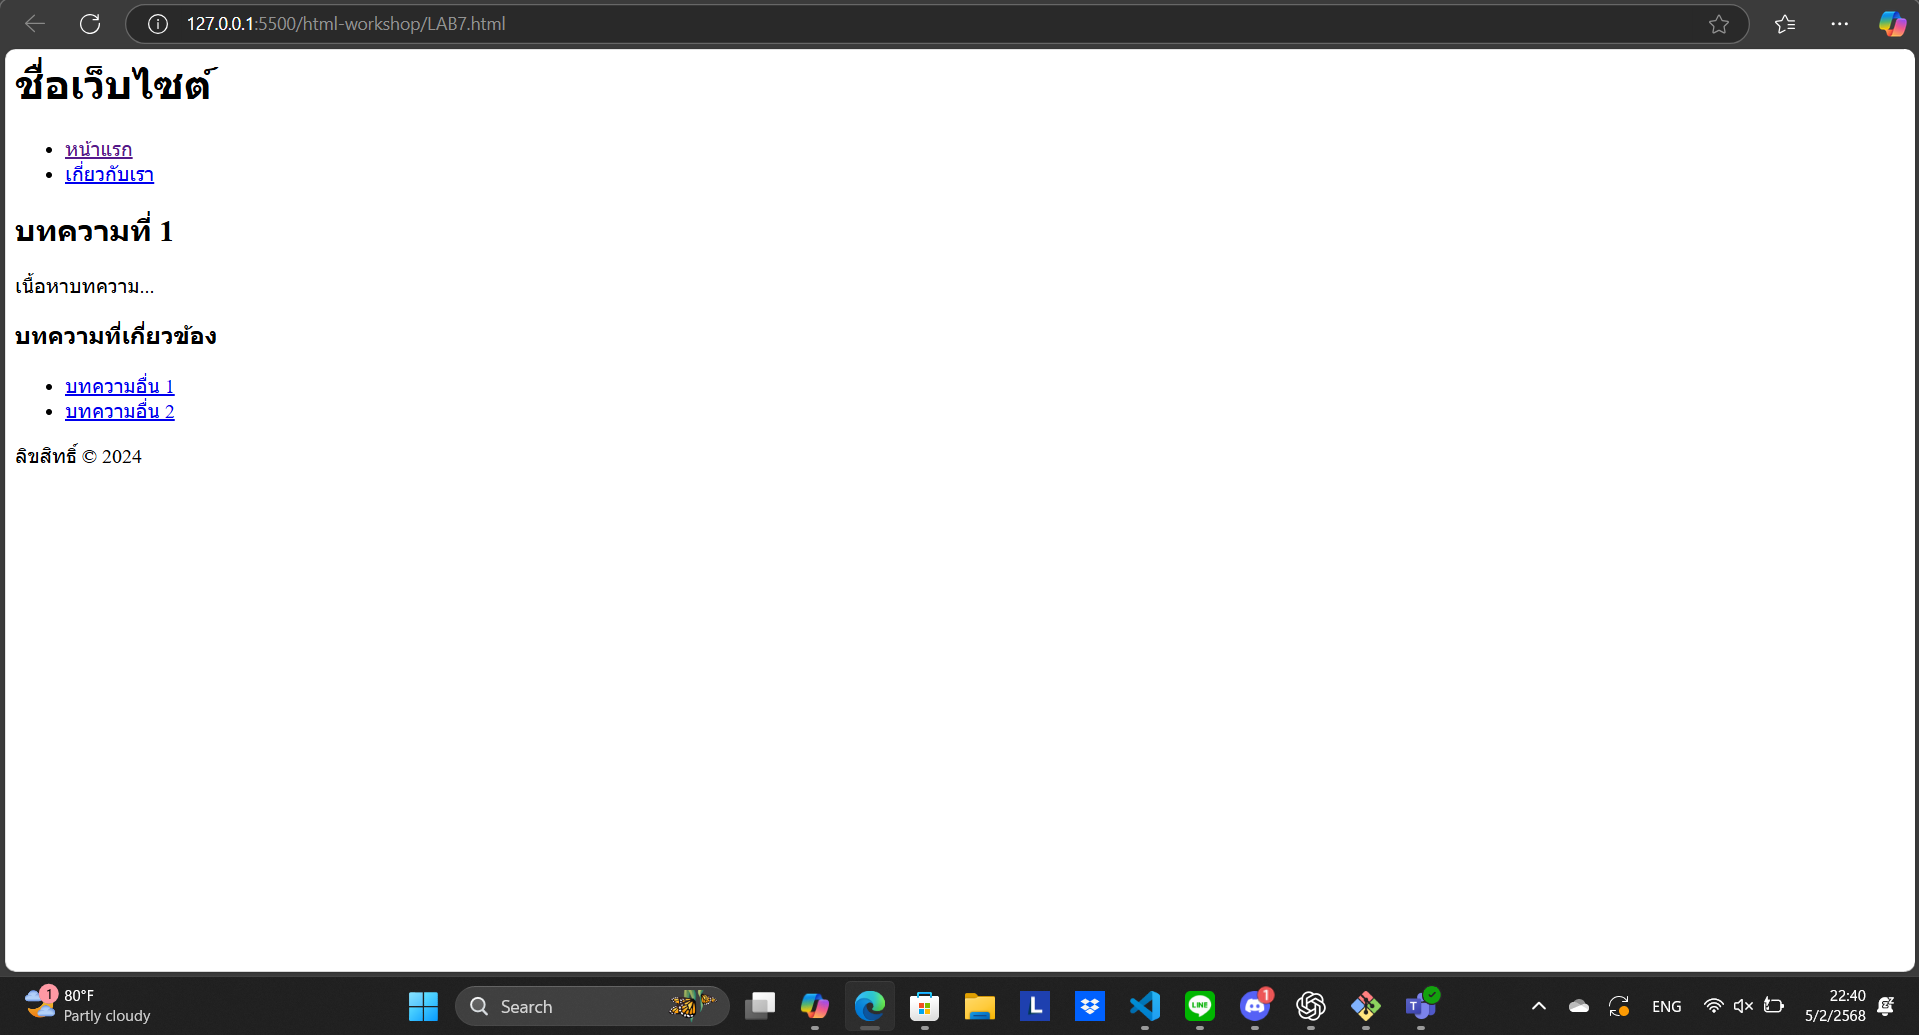 127.0.0.1:5500/html-workshop/LAB7.html
ชื่อเว็บไซต์
หน้าแรก
เกี่ยวกับเรา
บทความที่ 1
เนื้อหาบทความ...
บทความที่เกี่ยวข้อง
บทความอื่น 1
บทความอื่น 2
ลิขสิทธิ์ © 2024
1
80°F
Partly cloudy
Search
L
LINE
1
T
ENG
22:40
5/2/2568